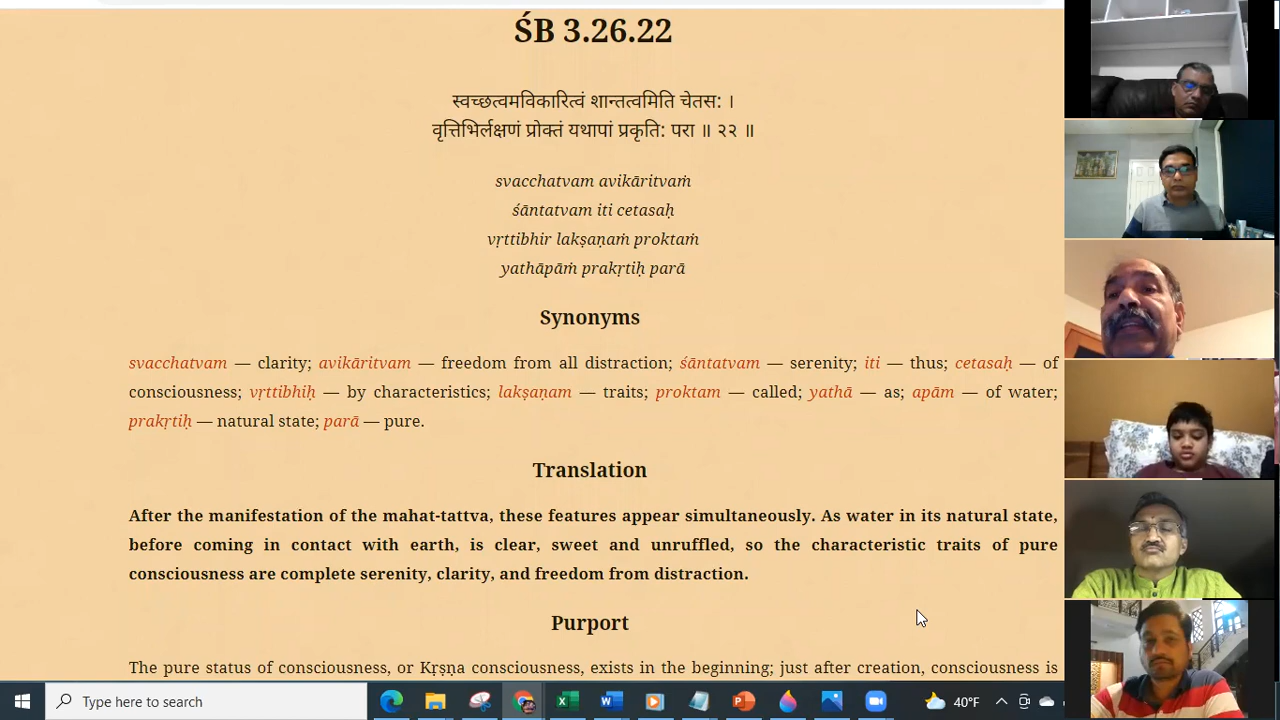 ŚB 3.26.22
स्वच्छत्वमविकारित्वं शान्तत्वमिति चेतस: ।
वृत्तिभिर्लक्षणं प्रोक्तं यथापां प्रकृति: परा ॥ २२ ॥
svacchatvam avikāritvaṁ
śāntatvam iti cetasaḥ
vṛttibhir lakṣaṇaṁ proktaṁ
yathāpāṁ prakṛtiḥ parā
Synonyms
svacchatvam — clarity; avikāritvam — freedom from all distraction; śāntatvam — serenity; iti — thus; cetasaḥ — of
consciousness; vṛttibhiḥ — by characteristics; lakṣaṇam — traits; proktam — called; yathā — as; apām — of water;
prakṛtiḥ — natural state; parā — pure.
Translation
After the manifestation of the mahat-tattva, these features appear simultaneously. As water in its natural state,
before coming in contact with earth, is clear, sweet and unruffled, so the characteristic traits of pure
consciousness are complete serenity, clarity, and freedom from distraction.
Purport
The pure status of consciousness, or Kṛṣṇa consciousness, exists in the beginning; just after creation, consciousness is
Type here to search
40°F